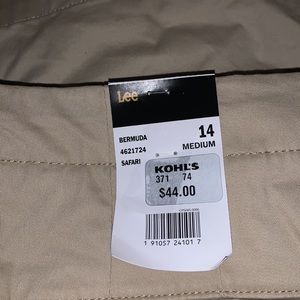 Lee
BERMUDA
14
4621724
MEDIUM
SAFARI
KOHL'S
371 74
$44.00
1 91057 24101 7